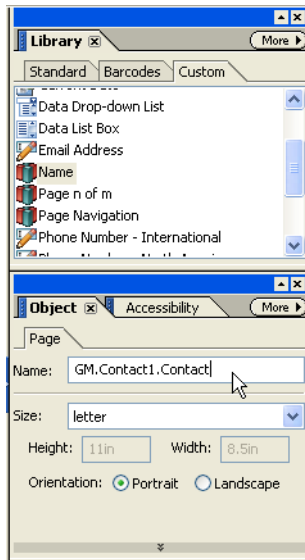 Library More
Standard Barcodes Custom
Data Drop-down List
Data List Box
Email Address
Name
Page n of m
Page Navigation
Phone Number - International
Object Accessibility More
Page
Name: GM.Contact1.Contact
Size: letter
Height: 11in Width: 8.5in
Orientation: Portrait Landscape